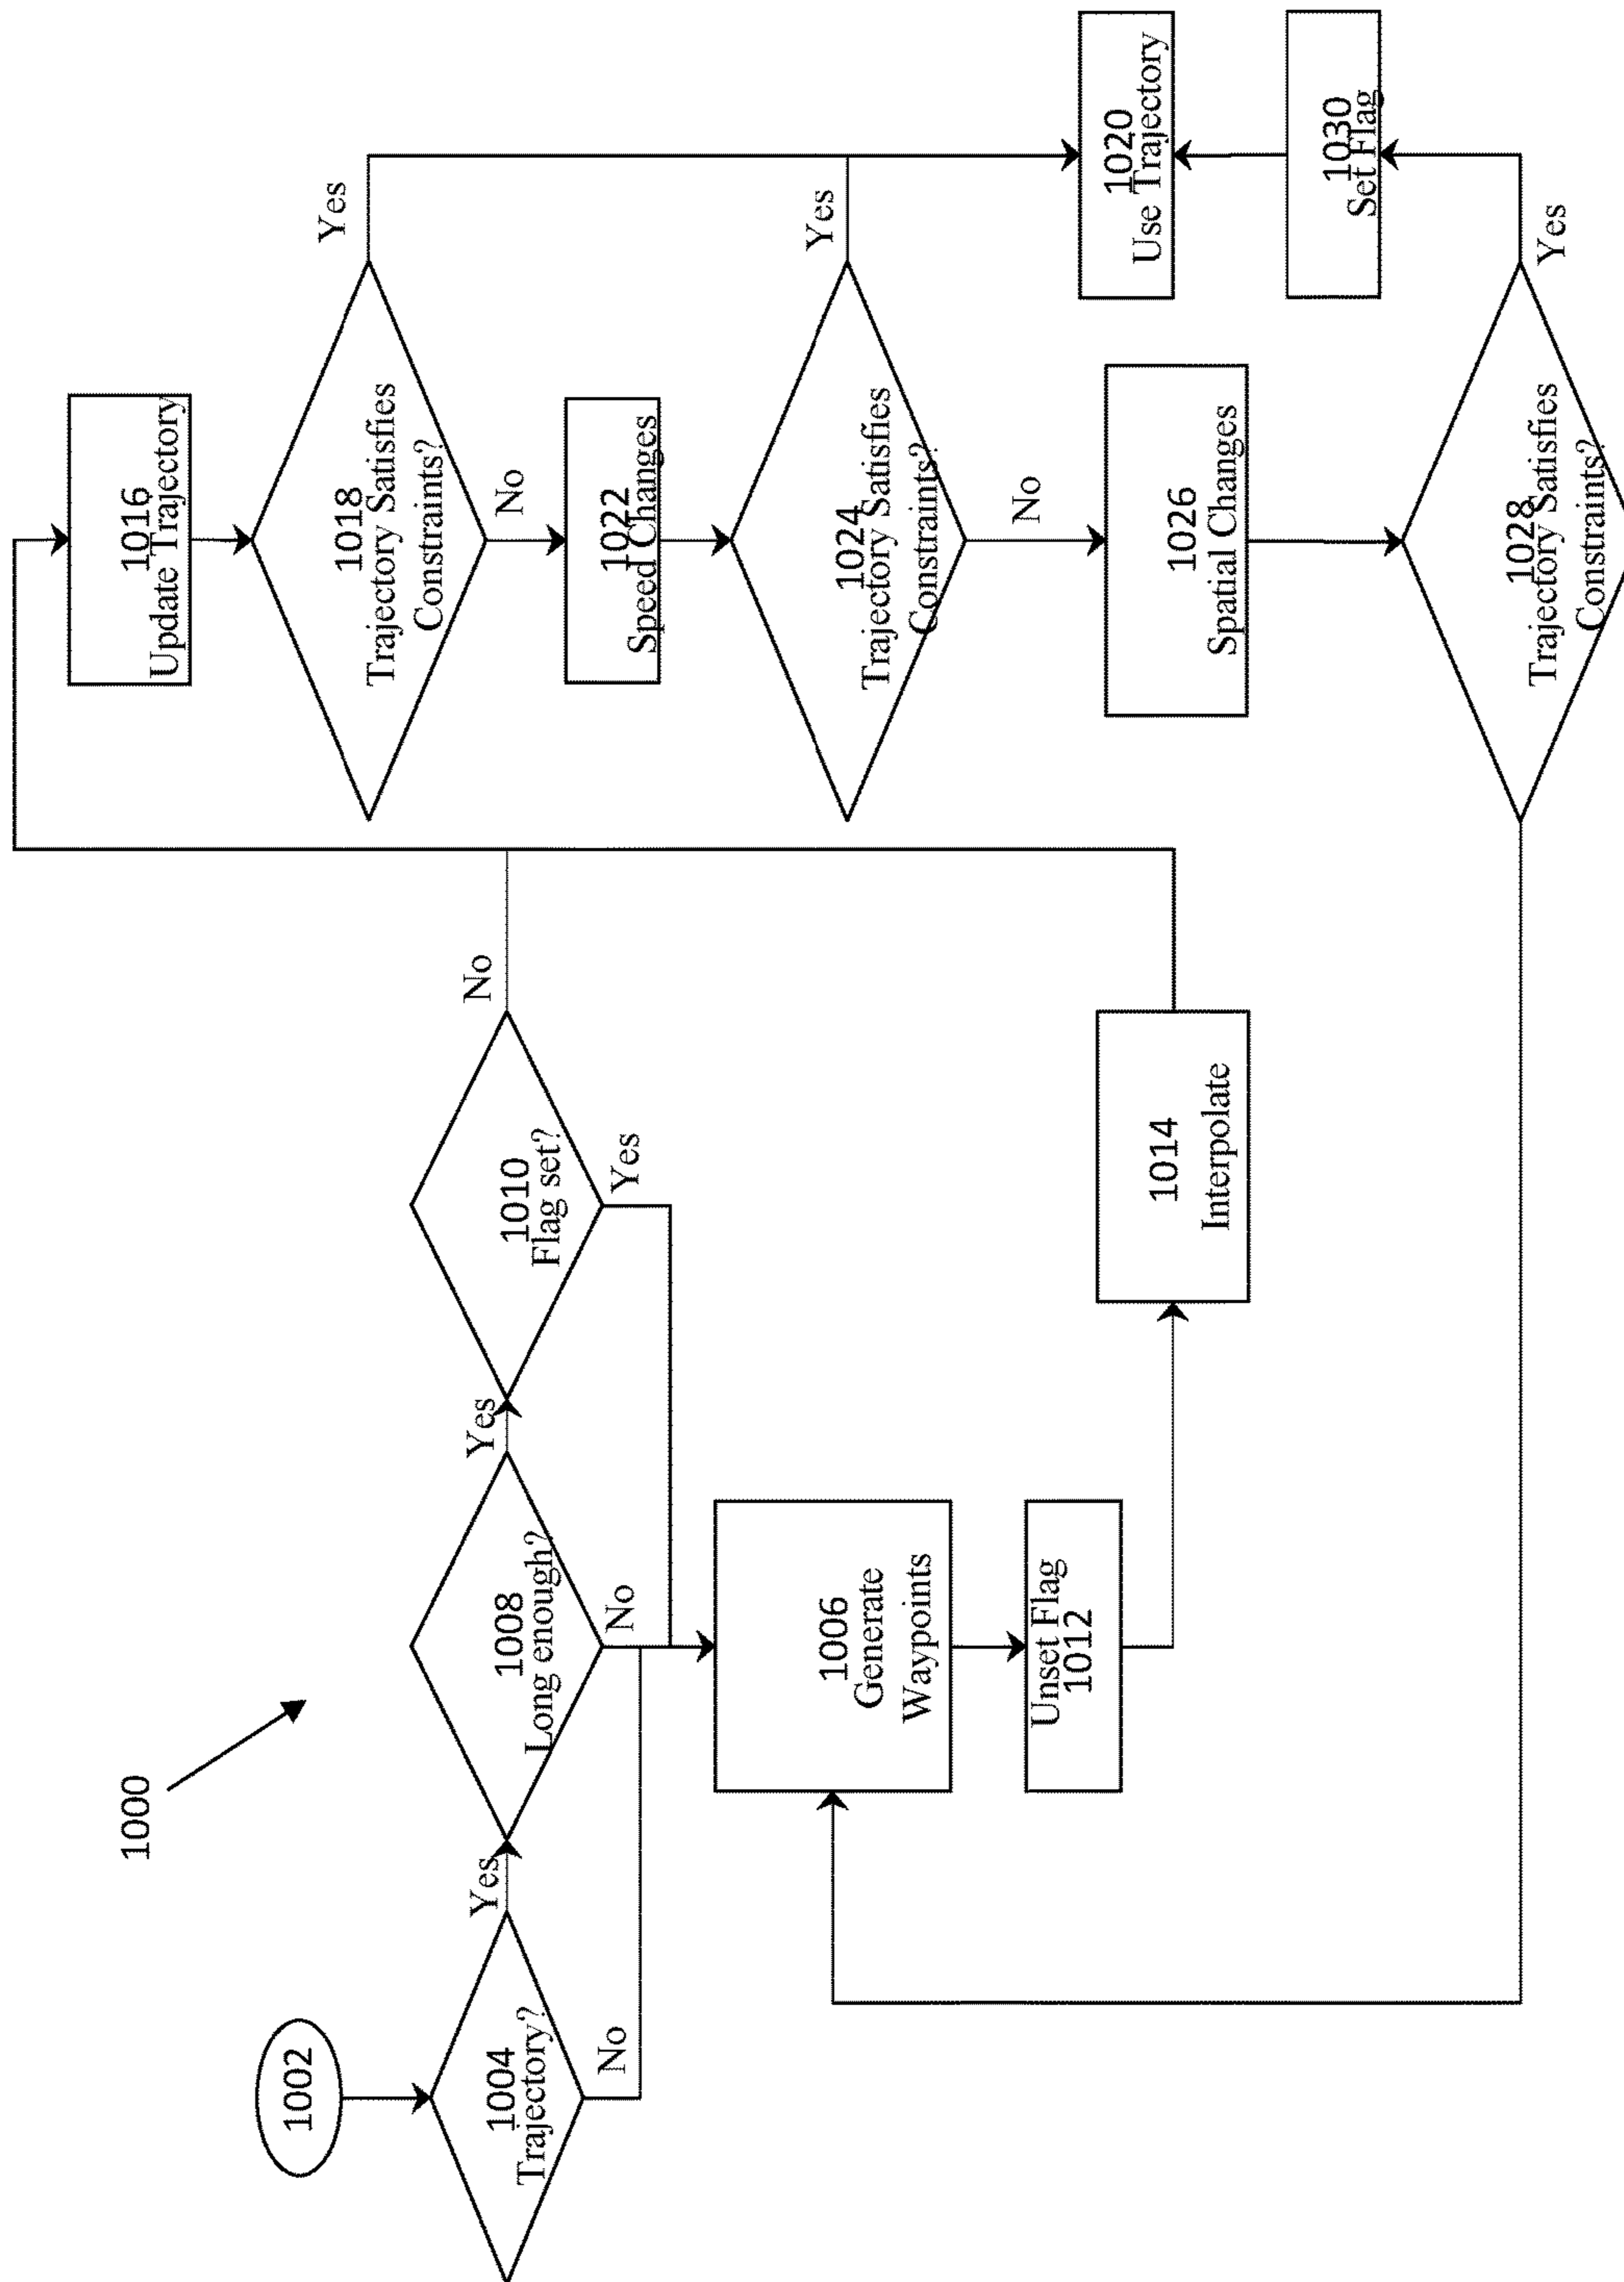 1000
1002
1004
Trajectory?
Yes
No
1008
Long enough?
Yes
No
1010
Flag set?
No
Yes
1006
Generate
Waypoints
Unset Flag
1012
1014
Interpolate
1016
Update Trajectory
1018
Trajectory Satisfies
Constraints?
Yes
No
1022
Speed Changes
1024
Trajectory Satisfies
Constraints?
Yes
No
1026
Spatial Changes
1028
Trajectory Satisfies
Constraints?
Yes
1020
Use Trajectory
1030
Set Flag